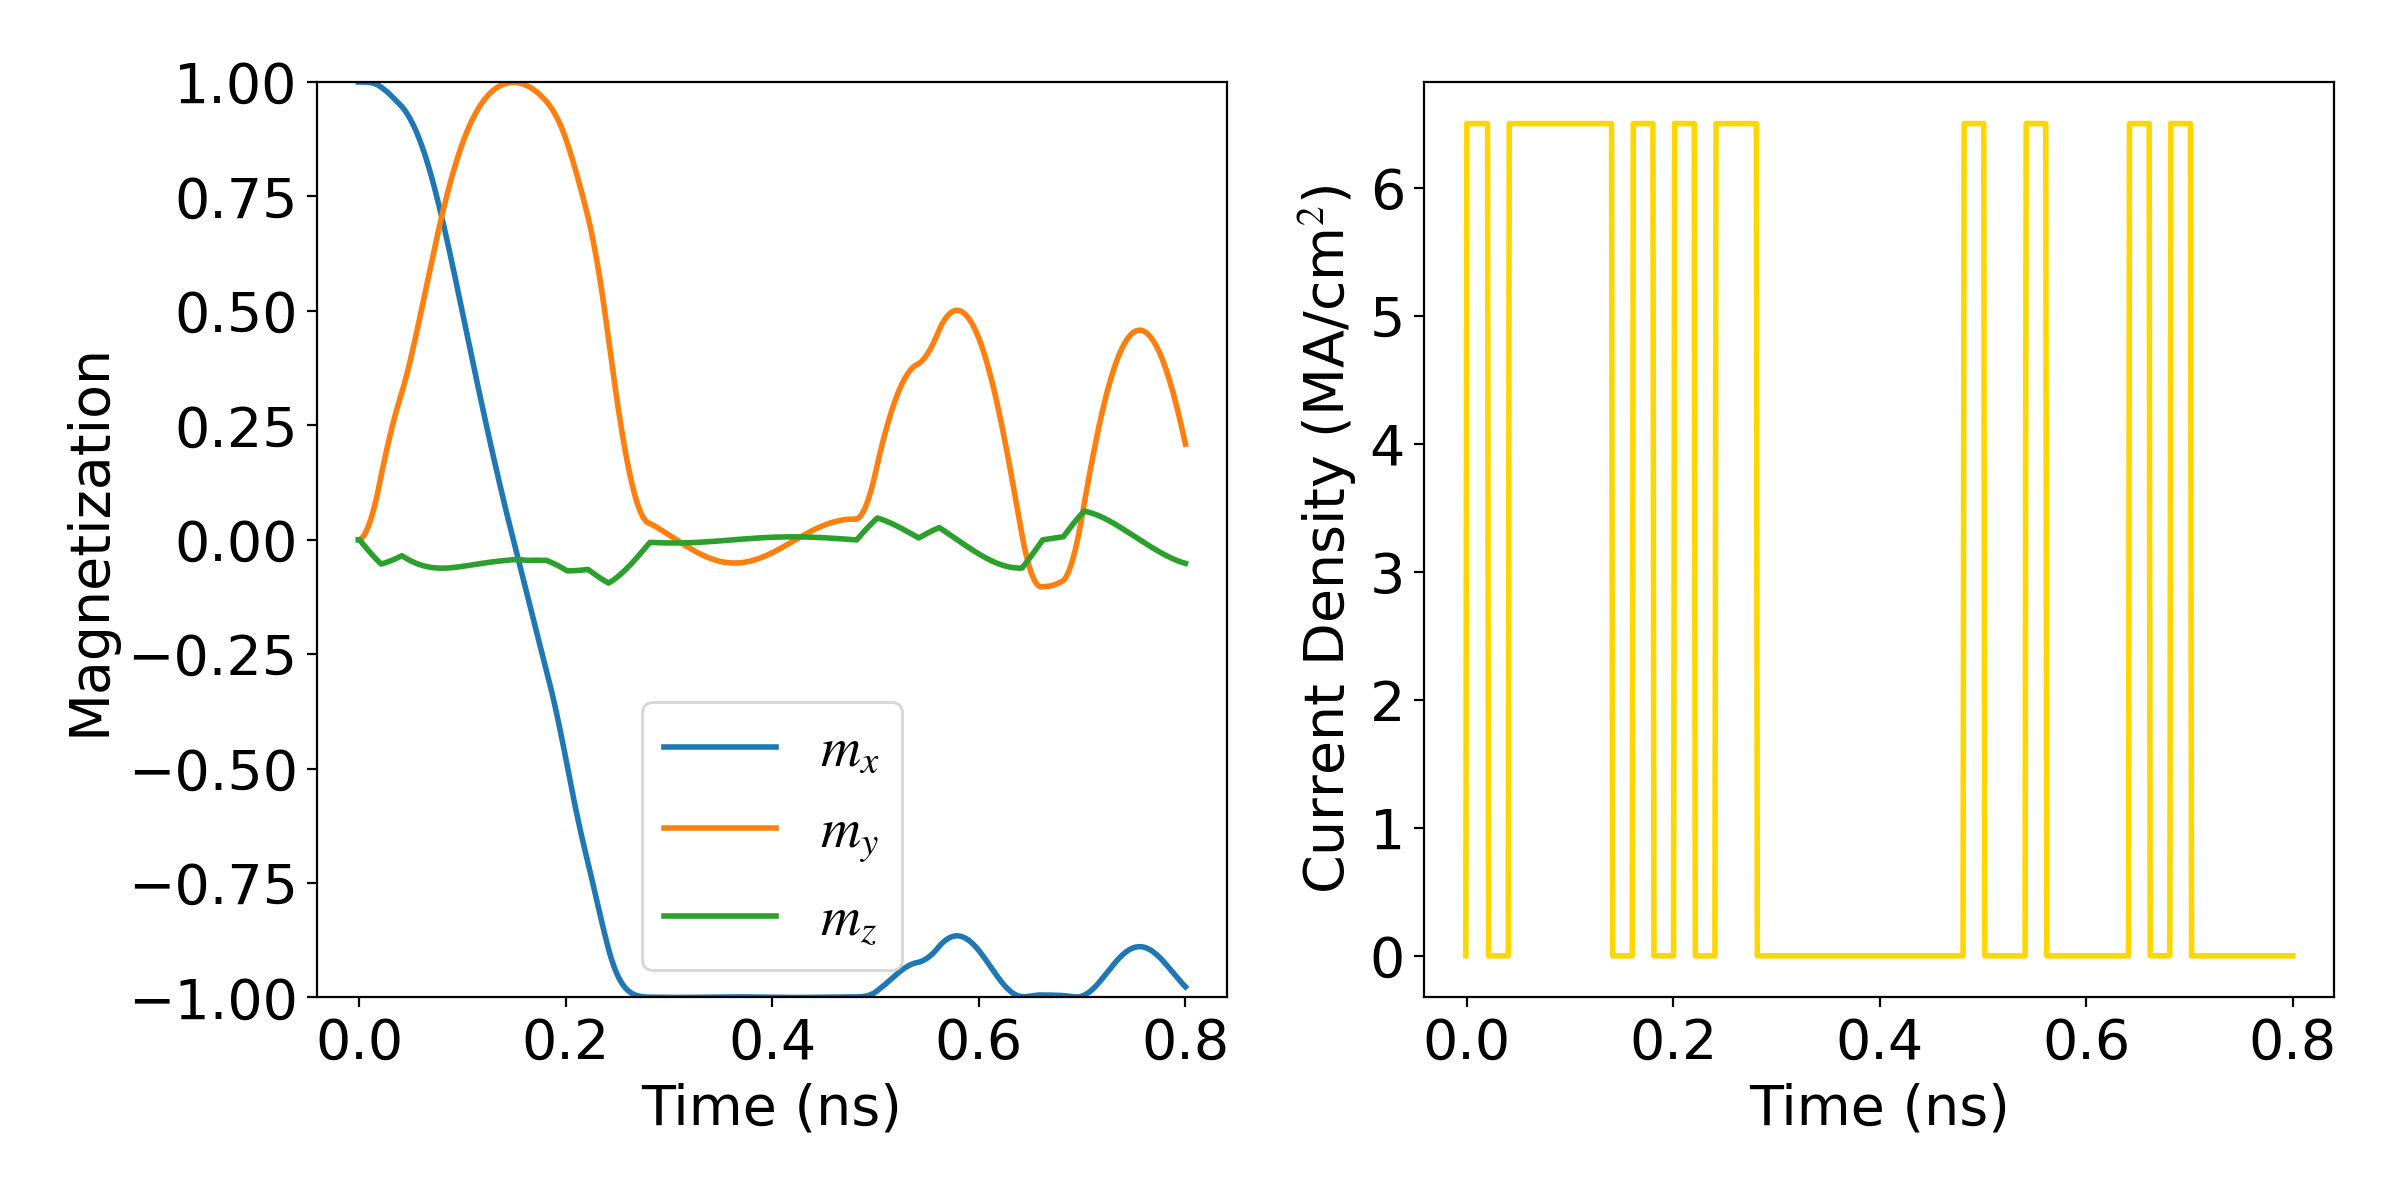 1.00
0.75
0.50
0.25
0.00
−0.25
−0.50
−0.75
−1.00
Magnetization
0.0 0.2 0.4 0.6 0.8
Time (ns)
m_x
m_y
m_z
6
5
4
3
2
1
0
Current Density (MA/cm²)
0.0 0.2 0.4 0.6 0.8
Time (ns)